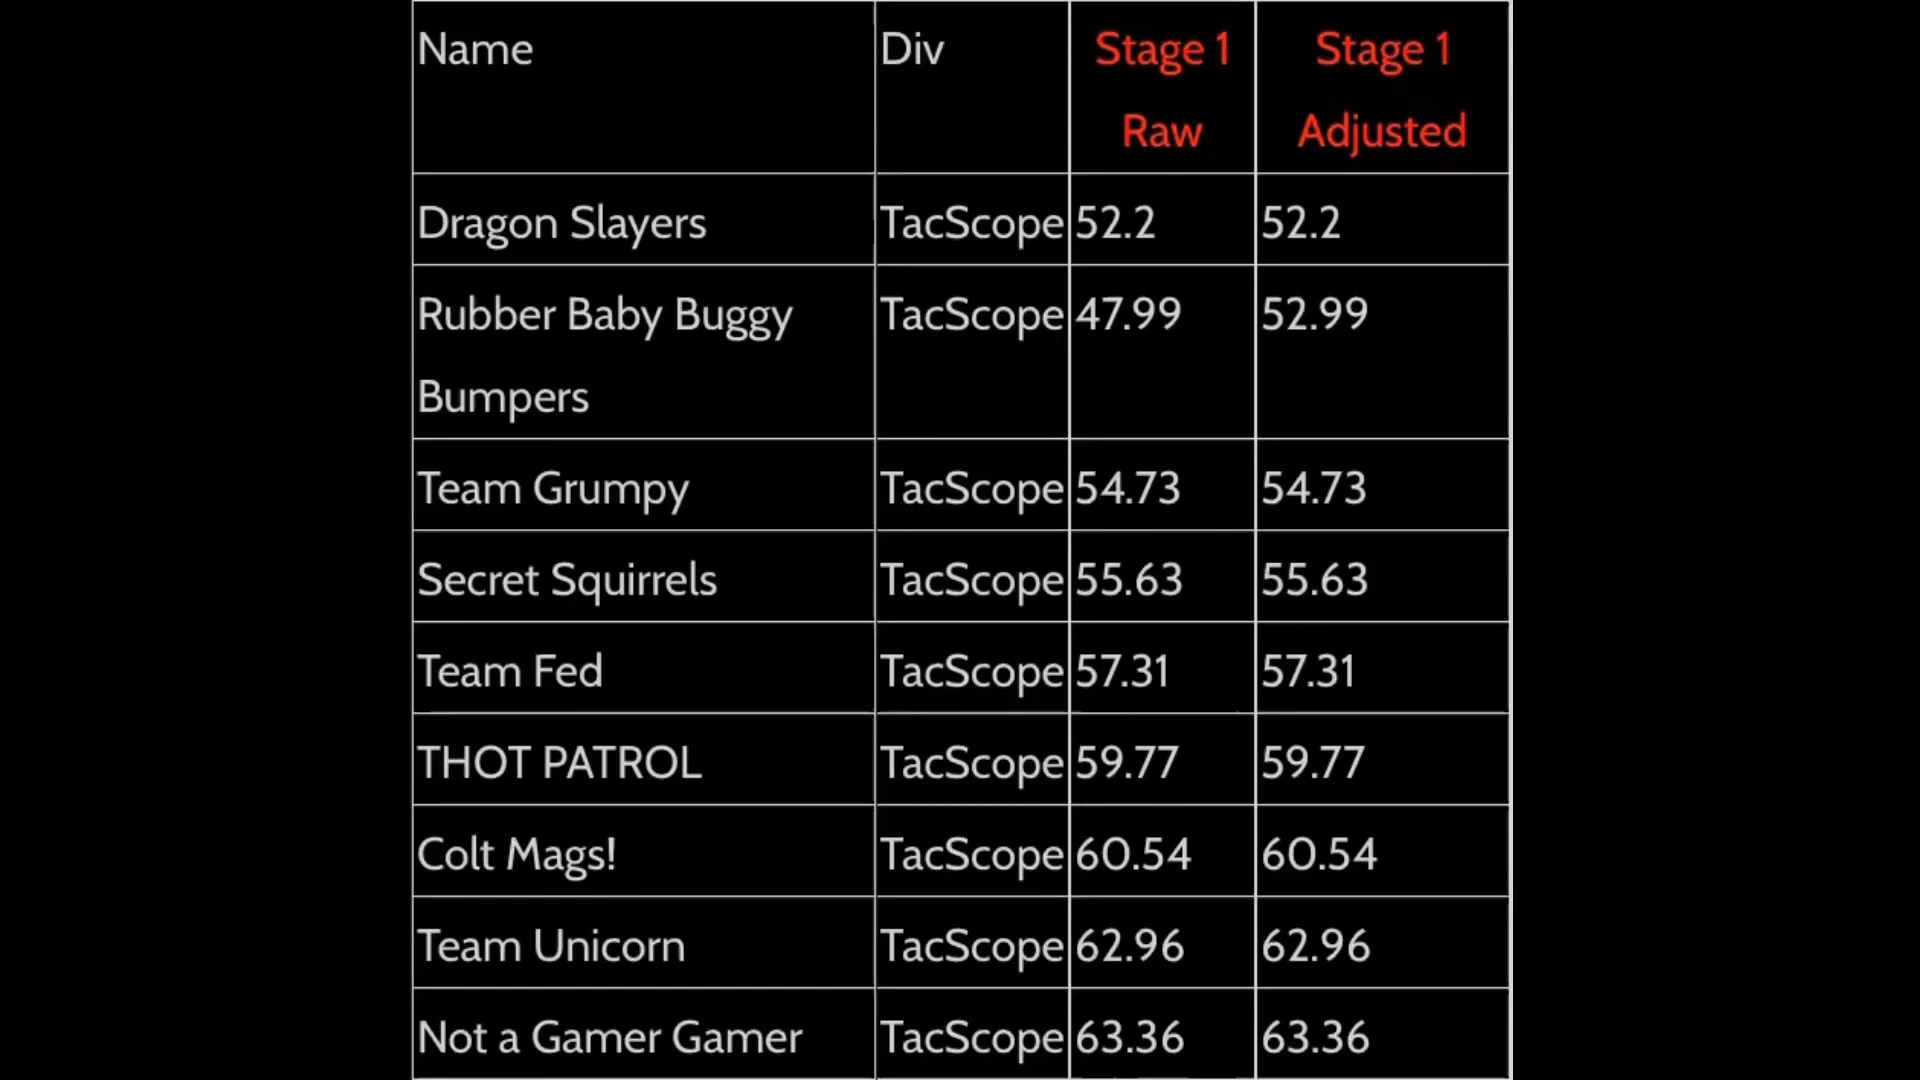 Name Div Stage 1 Stage 1
Raw Adjusted
Dragon Slayers TacScope 52.2 52.2
Rubber Baby Buggy TacScope 47.99 52.99
Bumpers
Team Grumpy TacScope 54.73 54.73
Secret Squirrels TacScope 55.63 55.63
Team Fed TacScope 57.31 57.31
THOT PATROL TacScope 59.77 59.77
Colt Mags! TacScope 60.54 60.54
Team Unicorn TacScope 62.96 62.96
Not a Gamer Gamer TacScope 63.36 63.36